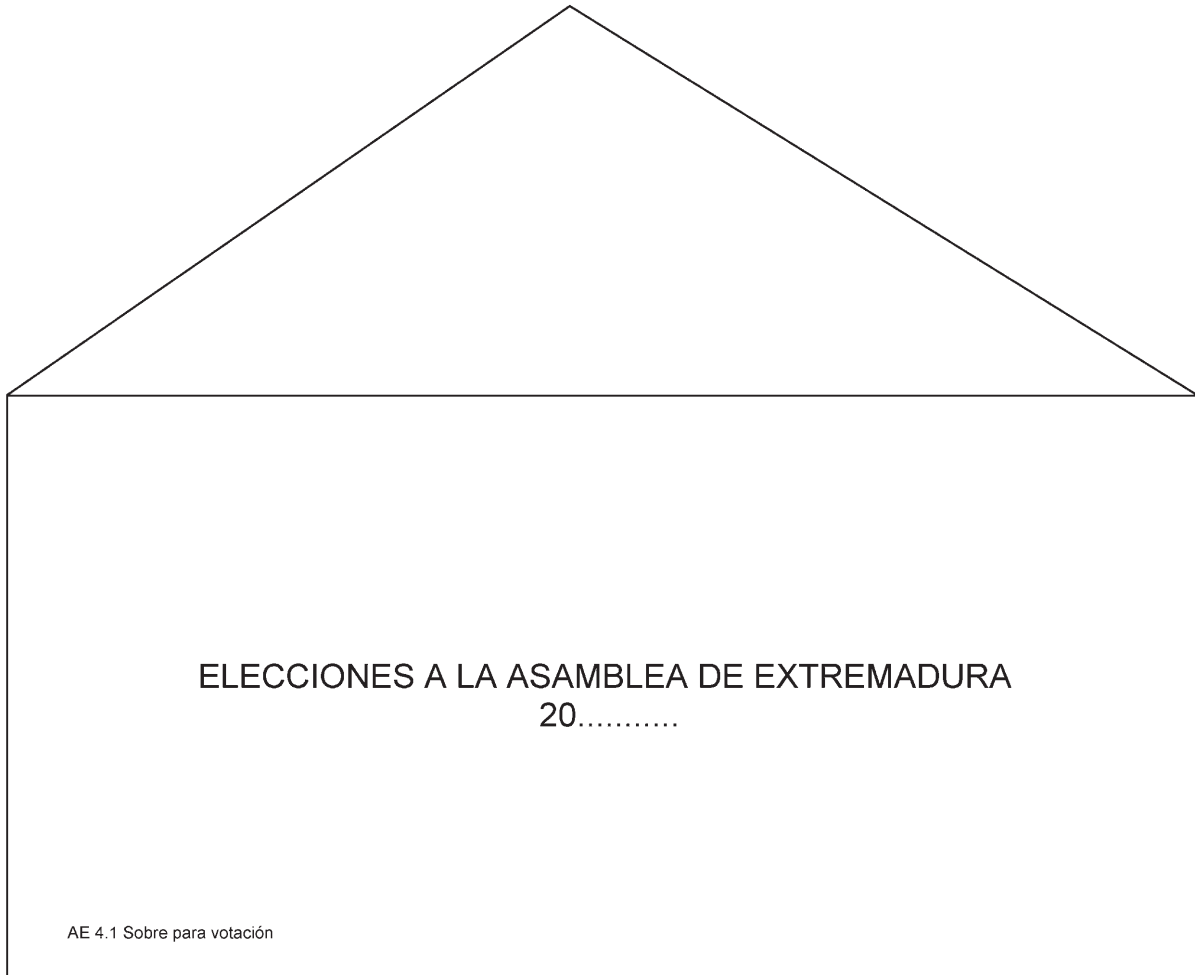 ELECCIONES A LA ASAMBLEA DE EXTREMADURA
20...........
AE 4.1 Sobre para votación